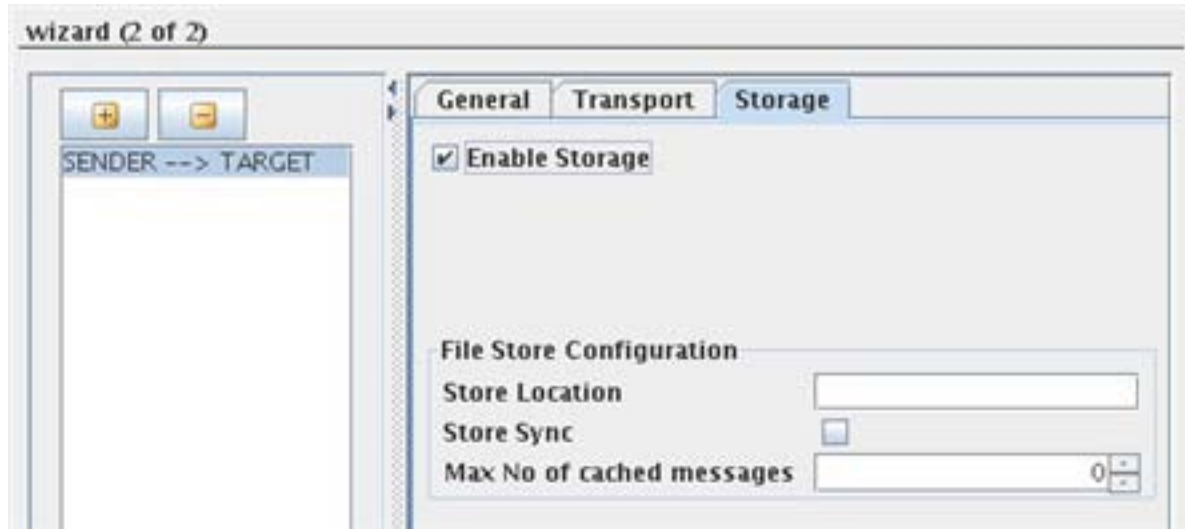 wizard (2 of 2)
SENDER --> TARGET
General Transport Storage
Enable Storage
File Store Configuration
Store Location
Store Sync
Max No of cached messages 0